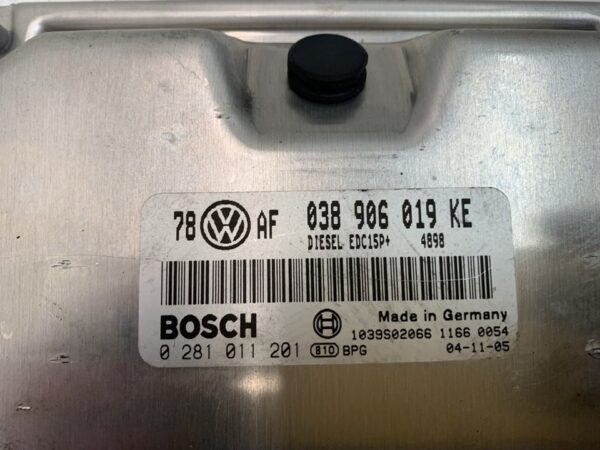 78 VW AF 038 906 019 KE
DIESEL EDC15P+ 4898
BOSCH Made in Germany
1039S02066 1166 0054
0 281 011 201 810 BPG 04-11-05